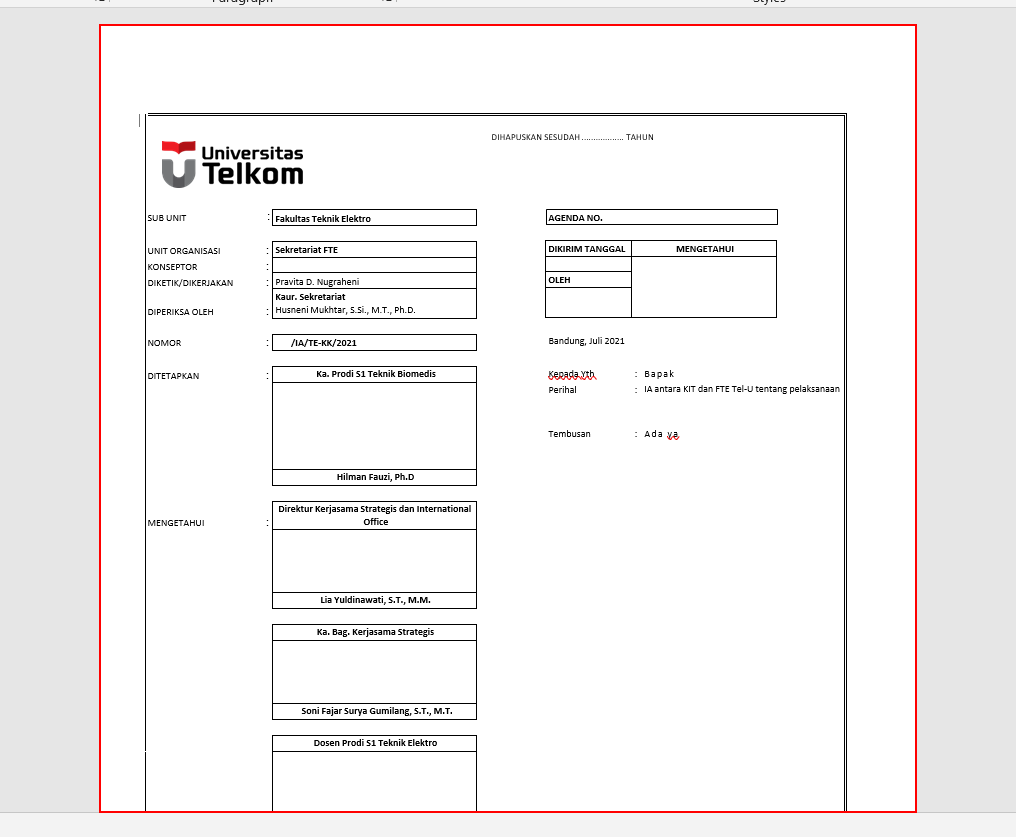 Paragraph
Styles
DIHAPUSKAN SESUDAH .................. TAHUN
Universitas
Telkom
SUB UNIT : Fakultas Teknik Elektro
AGENDA NO.
UNIT ORGANISASI : Sekretariat FTE
DIKIRIM TANGGAL MENGETAHUI
KONSEPTOR :
DIKETIK/DIKERJAKAN : Pravita D. Nugraheni
OLEH
Kaur. Sekretariat
DIPERIKSA OLEH : Husneni Mukhtar, S.Si., M.T., Ph.D.
NOMOR : /IA/TE-KK/2021
Bandung, Juli 2021
DITETAPKAN : Ka. Prodi S1 Teknik Biomedis
Kepada Yth : Bapak
Perihal : IA antara KIT dan FTE Tel-U tentang pelaksanaan
Tembusan : Ada ya
Hilman Fauzi, Ph.D
MENGETAHUI : Direktur Kerjasama Strategis dan International
Office
Lia Yuldinawati, S.T., M.M.
Ka. Bag. Kerjasama Strategis
Soni Fajar Surya Gumilang, S.T., M.T.
Dosen Prodi S1 Teknik Elektro